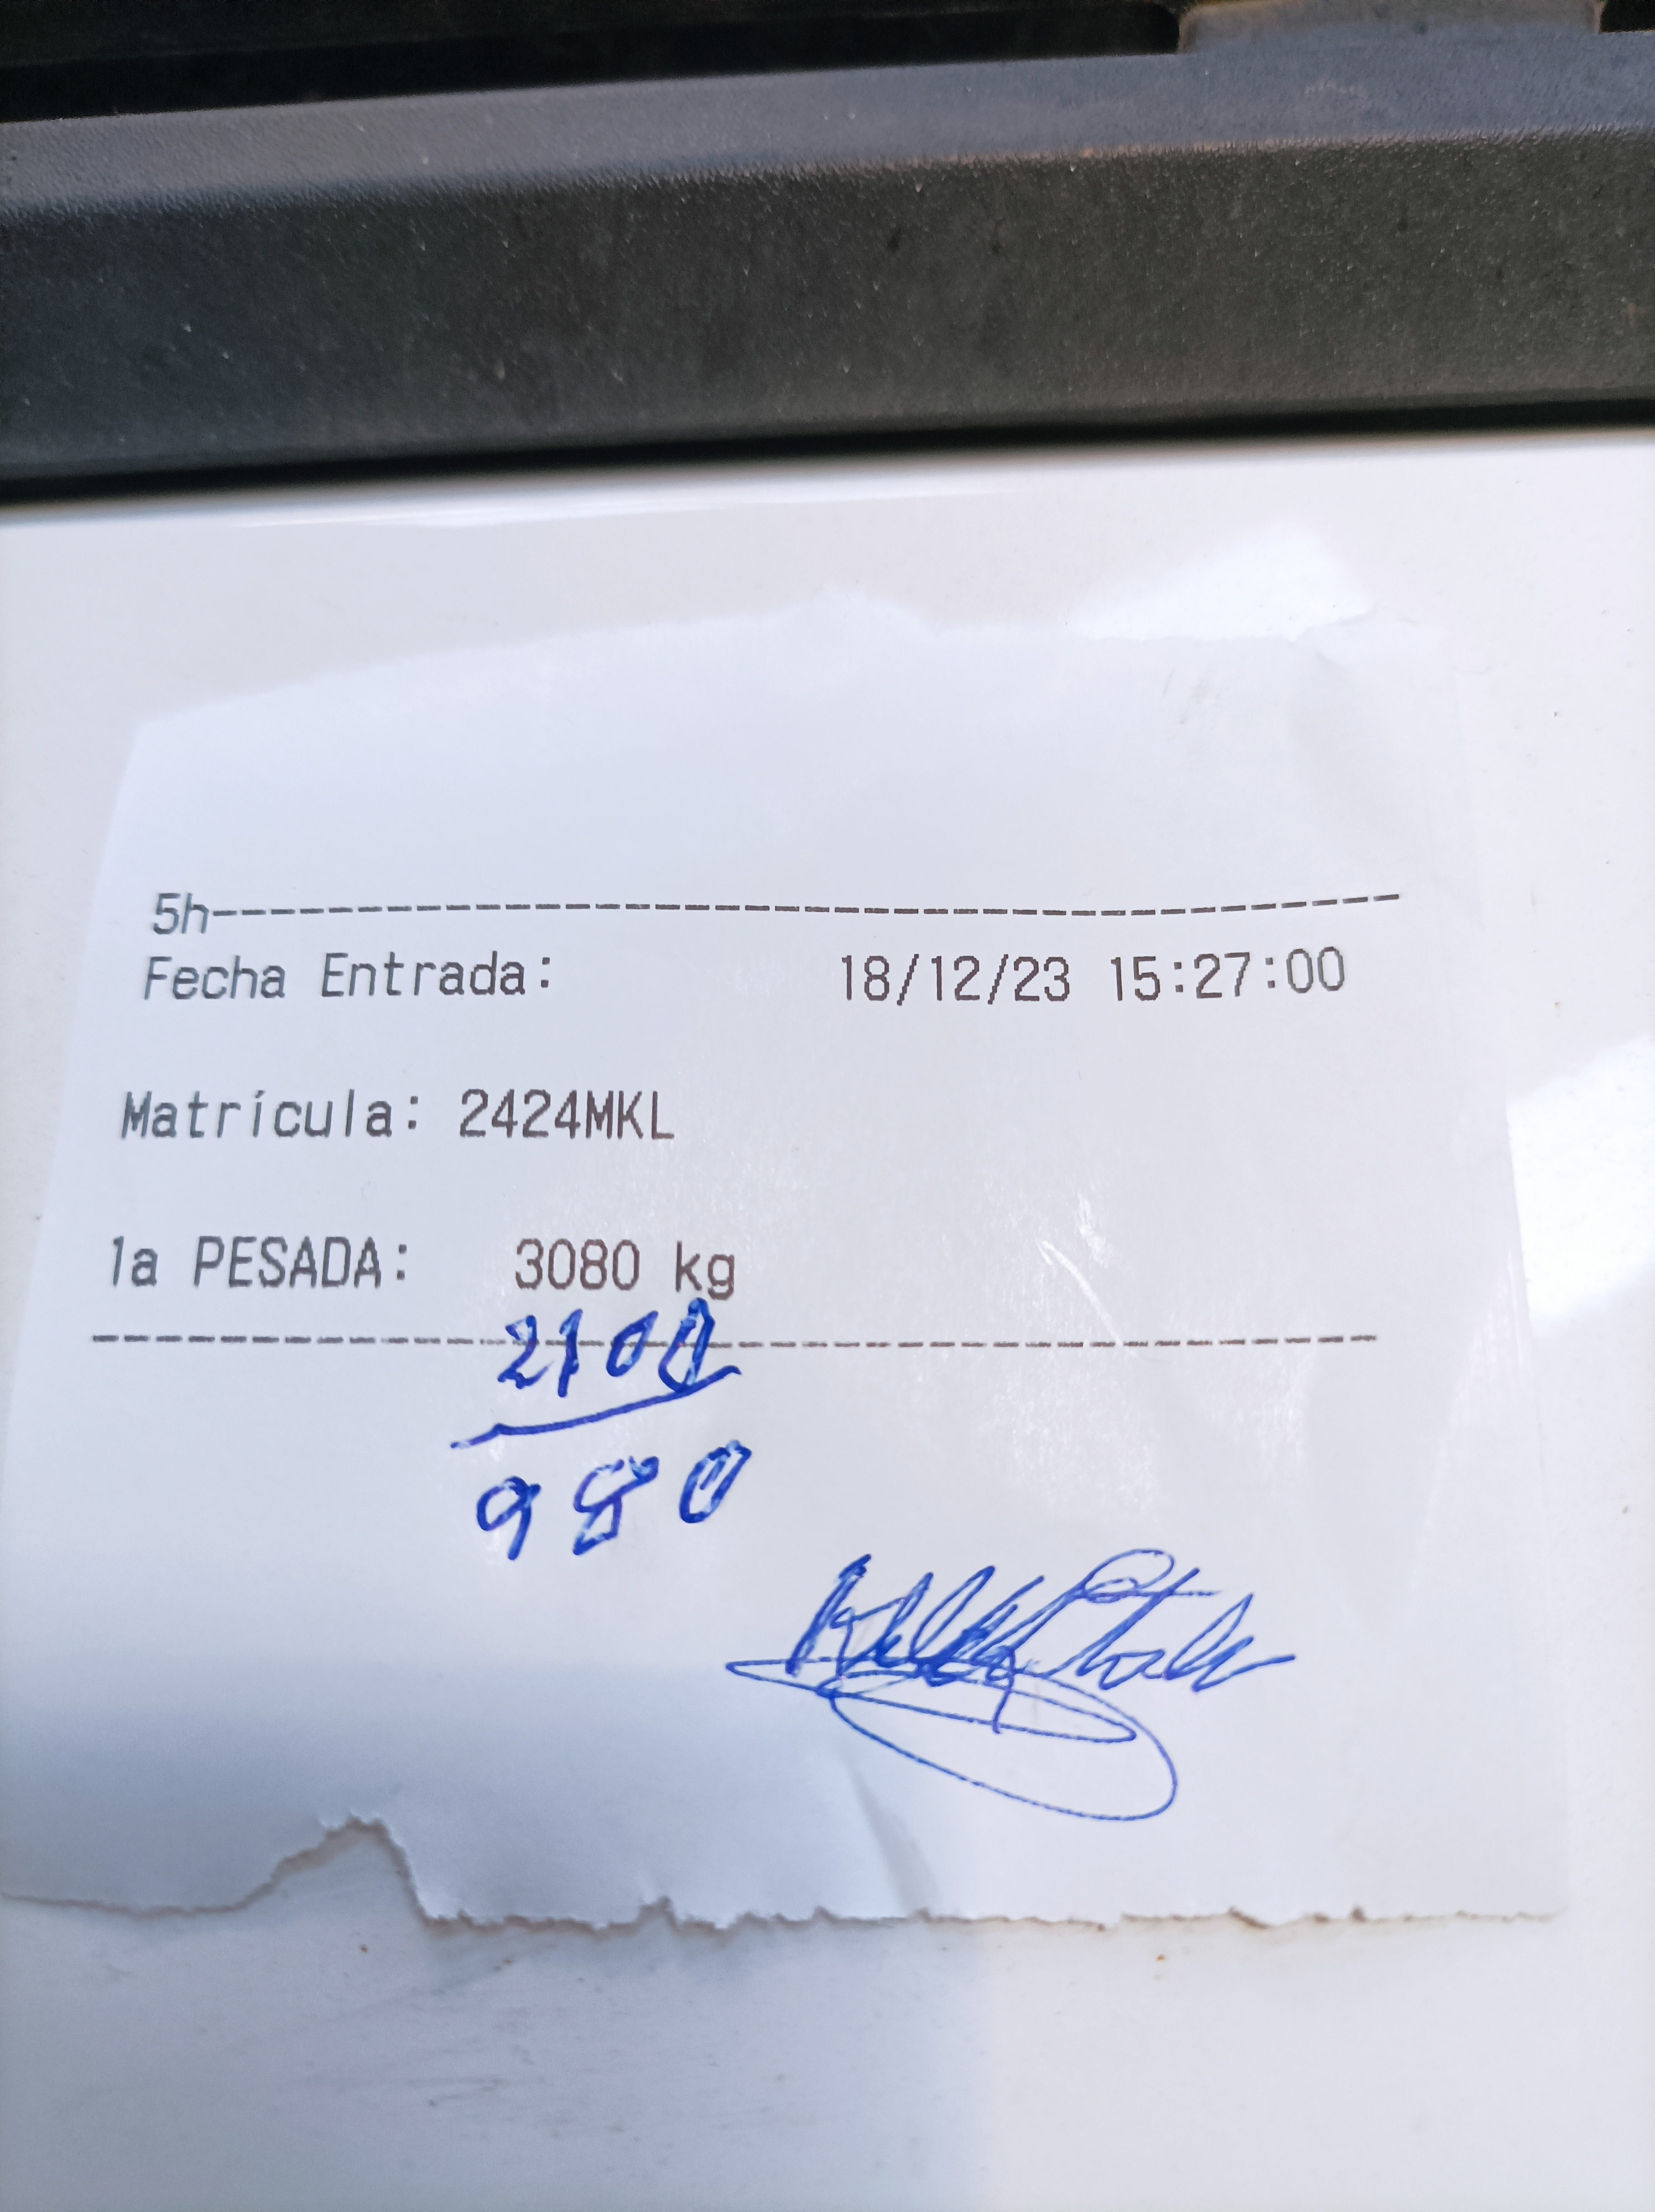 5h----------------------------------------
Fecha Entrada: 18/12/23 15:27:00
Matrícula: 2424MKL
1a PESADA: 3080 kg
2100
980